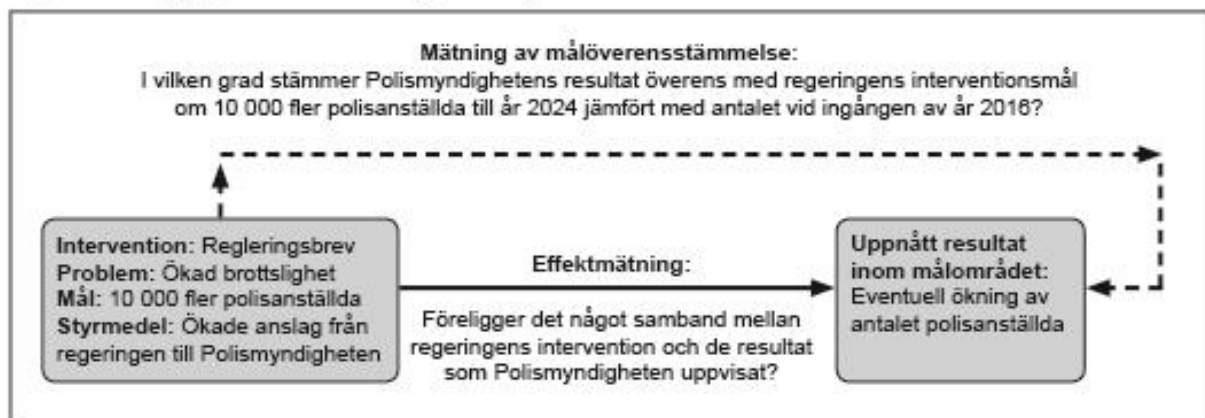 Mätning av målöverensstämmelse:
I vilken grad stämmer Polismyndighetens resultat överens med regeringens interventionsmål
om 10 000 fler polisanställda till år 2024 jämfört med antalet vid ingången av år 2016?
Intervention: Regleringsbrev
Problem: Ökad brottslighet
Mål: 10 000 fler polisanställda
Styrmedel: Ökade anslag från
regeringen till Polismyndigheten
Effektmätning:
Föreligger det något samband mellan
regeringens intervention och de resultat
som Polismyndigheten uppvisat?
Uppnått resultat
inom målområdet:
Eventuell ökning av
antalet polisanställda